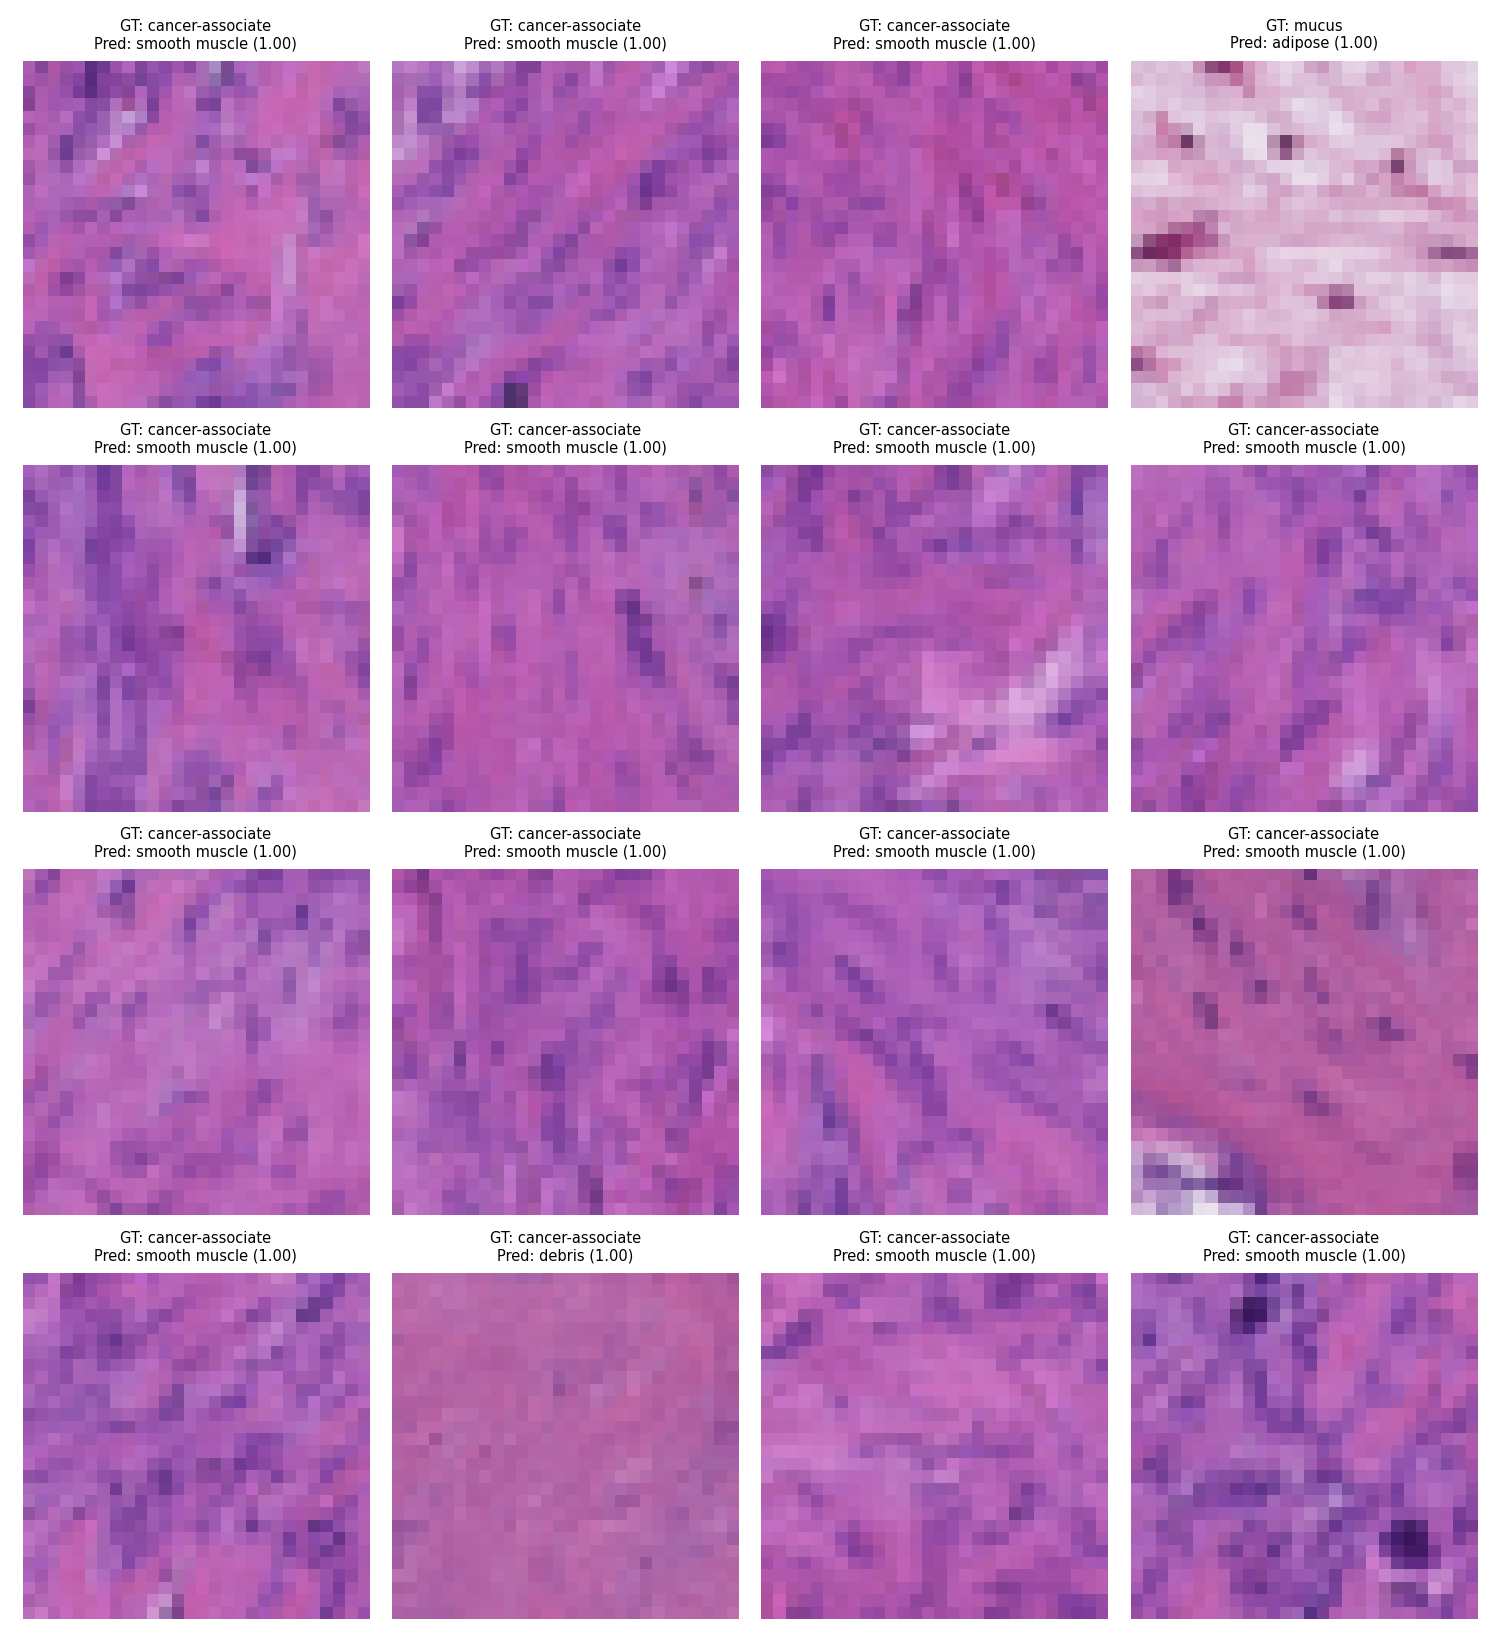 GT: cancer-associate
Pred: smooth muscle (1.00)
GT: cancer-associate
Pred: smooth muscle (1.00)
GT: cancer-associate
Pred: smooth muscle (1.00)
GT: mucus
Pred: adipose (1.00)
GT: cancer-associate
Pred: smooth muscle (1.00)
GT: cancer-associate
Pred: smooth muscle (1.00)
GT: cancer-associate
Pred: smooth muscle (1.00)
GT: cancer-associate
Pred: smooth muscle (1.00)
GT: cancer-associate
Pred: smooth muscle (1.00)
GT: cancer-associate
Pred: smooth muscle (1.00)
GT: cancer-associate
Pred: smooth muscle (1.00)
GT: cancer-associate
Pred: smooth muscle (1.00)
GT: cancer-associate
Pred: smooth muscle (1.00)
GT: cancer-associate
Pred: debris (1.00)
GT: cancer-associate
Pred: smooth muscle (1.00)
GT: cancer-associate
Pred: smooth muscle (1.00)